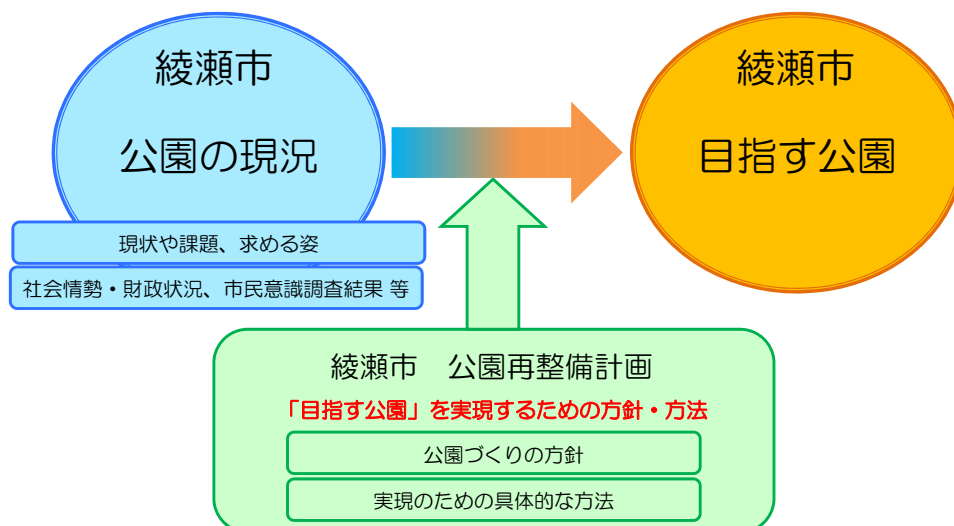 綾瀬市
公園の現況
現状や課題、求める姿
社会情勢・財政状況、市民意識調査結果 等
綾瀬市
目指す公園
綾瀬市　公園再整備計画
「目指す公園」を実現するための方針・方法
公園づくりの方針
実現のための具体的な方法